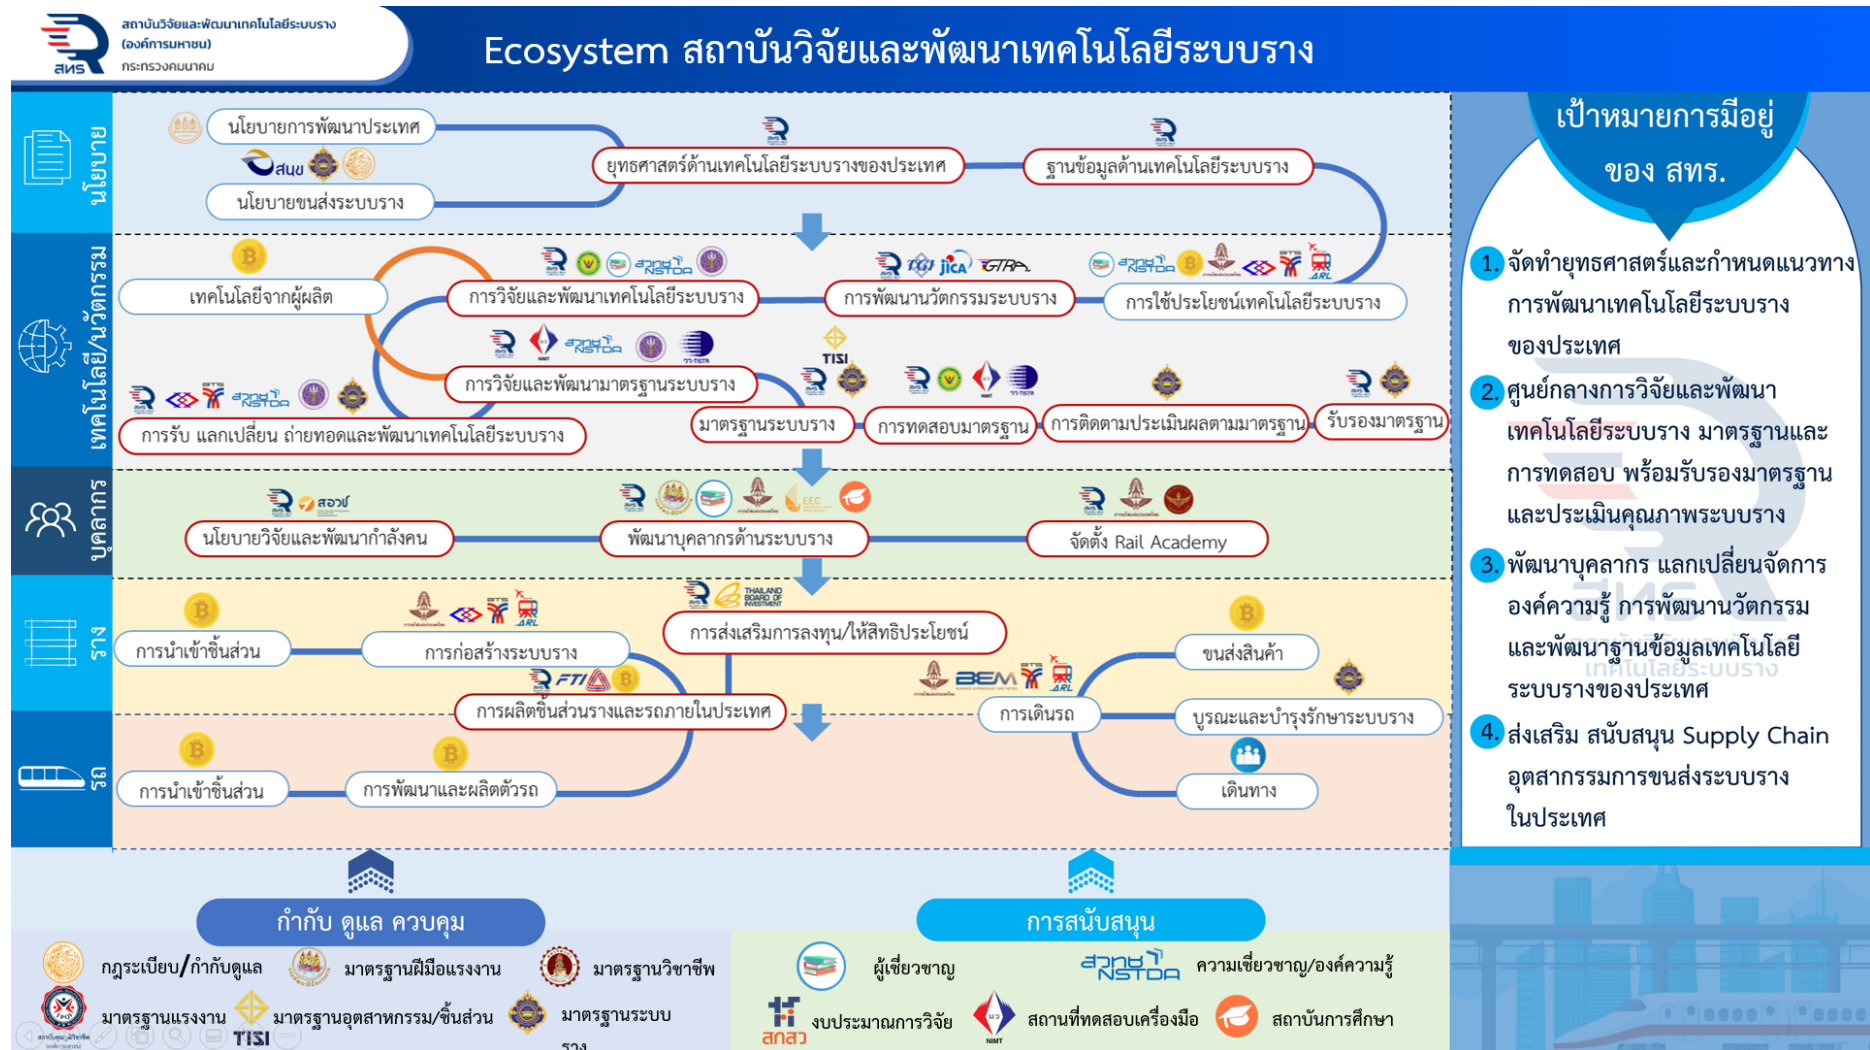 สถาบันวิจัยและพัฒนาเทคโนโลยีระบบราง
(องค์การมหาชน)
กระทรวงคมนาคม
สทร
Ecosystem สถาบันวิจัยและพัฒนาเทคโนโลยีระบบราง
นโยบาย
นโยบายการพัฒนาประเทศ
สนข
นโยบายขนส่งระบบราง
ยุทธศาสตร์ด้านเทคโนโลยีระบบรางของประเทศ
ฐานข้อมูลด้านเทคโนโลยีระบบราง
เทคโนโลยี/นวัตกรรม
เทคโนโลยีจากผู้ผลิต
สวทช NSTDA
การวิจัยและพัฒนาเทคโนโลยีระบบราง
TGI JICA GTRA
การพัฒนานวัตกรรมระบบราง
สวทช NSTDA BTS ARL
การใช้ประโยชน์เทคโนโลยีระบบราง
NIMT สวทช NSTDA วว-TISTR
การวิจัยและพัฒนามาตรฐานระบบราง
BTS สวทช NSTDA
การรับ แลกเปลี่ยน ถ่ายทอดและพัฒนาเทคโนโลยีระบบราง
TISI
มาตรฐานระบบราง
NIMT วว-TISTR
การทดสอบมาตรฐาน
การติดตามประเมินผลตามมาตรฐาน
รับรองมาตรฐาน
บุคลากร
สอวช
นโยบายวิจัยและพัฒนากำลังคน
EEC
พัฒนาบุคลากรด้านระบบราง
จัดตั้ง Rail Academy
ราง
การนำเข้าชิ้นส่วน
BTS ARL
การก่อสร้างระบบราง
THAILAND
BOARD OF
INVESTMENT
การส่งเสริมการลงทุน/ให้สิทธิประโยชน์
FTI
การผลิตชิ้นส่วนรางและรถภายในประเทศ
BEM BTS ARL
การเดินรถ
ขนส่งสินค้า
บูรณะและบำรุงรักษาระบบราง
เดินทาง
รถ
การนำเข้าชิ้นส่วน
การพัฒนาและผลิตตัวรถ
เป้าหมายการมีอยู่
ของ สทร.
1. จัดทำยุทธศาสตร์และกำหนดแนวทาง
การพัฒนาเทคโนโลยีระบบราง
ของประเทศ
2. ศูนย์กลางการวิจัยและพัฒนา
เทคโนโลยีระบบราง มาตรฐานและ
การทดสอบ พร้อมรับรองมาตรฐาน
และประเมินคุณภาพระบบราง
3. พัฒนาบุคลากร แลกเปลี่ยนจัดการ
องค์ความรู้ การพัฒนานวัตกรรม
และพัฒนาฐานข้อมูลเทคโนโลยี
ระบบรางของประเทศ
4. ส่งเสริม สนับสนุน Supply Chain
อุตสากรรมการขนส่งระบบราง
ในประเทศ
กำกับ ดูแล ควบคุม
กฎระเบียบ/กำกับดูแล
มาตรฐานฝีมือแรงงาน
มาตรฐานวิชาชีพ
มาตรฐานแรงงาน
TISI
มาตรฐานอุตสาหกรรม/ชิ้นส่วน
มาตรฐานระบบ
ราง
การสนับสนุน
ผู้เชี่ยวชาญ
สวทช NSTDA
ความเชี่ยวชาญ/องค์ความรู้
สกสว
งบประมาณการวิจัย
NIMT
สถานที่ทดสอบเครื่องมือ
สถาบันการศึกษา